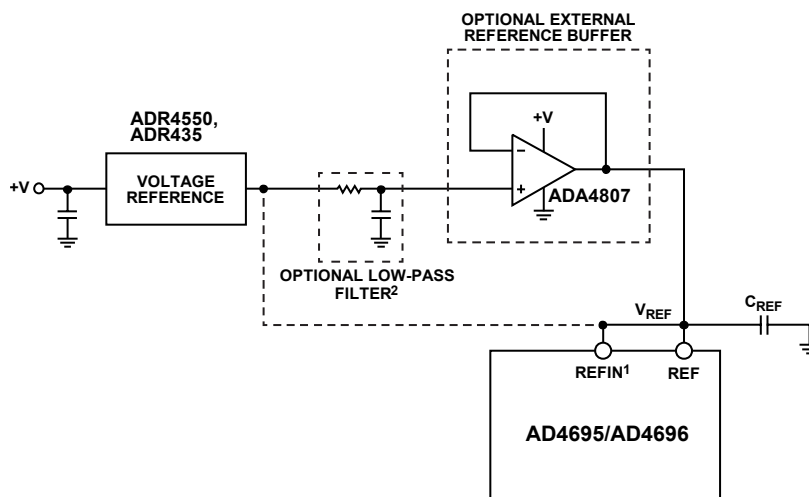 OPTIONAL EXTERNAL
REFERENCE BUFFER
ADR4550,
ADR435
+V
+V
VOLTAGE
REFERENCE
−
+
ADA4807
OPTIONAL LOW-PASS
FILTER2
VREF
CREF
REFIN1
REF
AD4695/AD4696